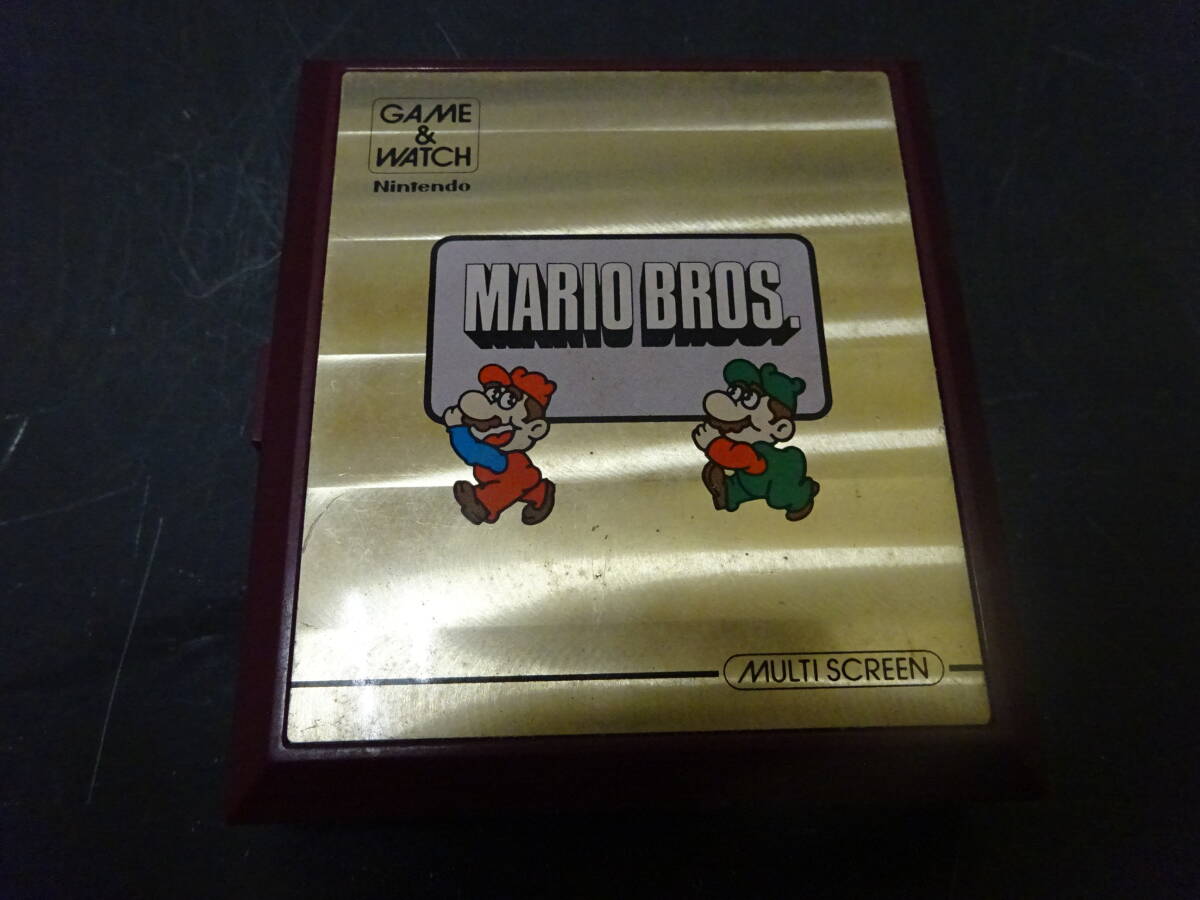 GAME
&
WATCH
Nintendo
MARIO BROS.
MULTI SCREEN